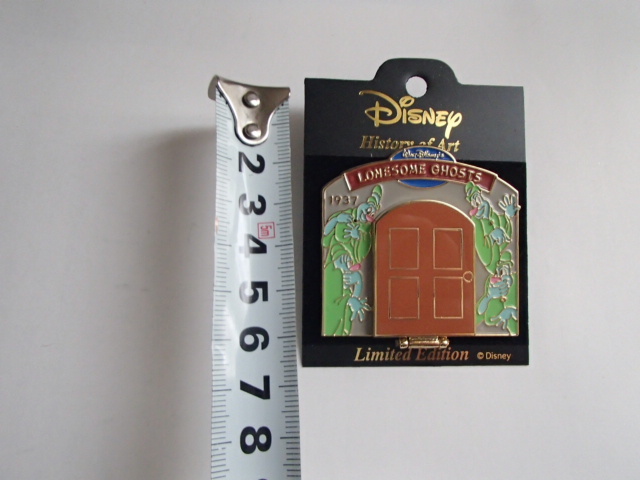 Disney
History of Art
Walt Disney's
LONESOME GHOSTS
1937
Limited Edition © Disney
2
3
4
5
6
7
8